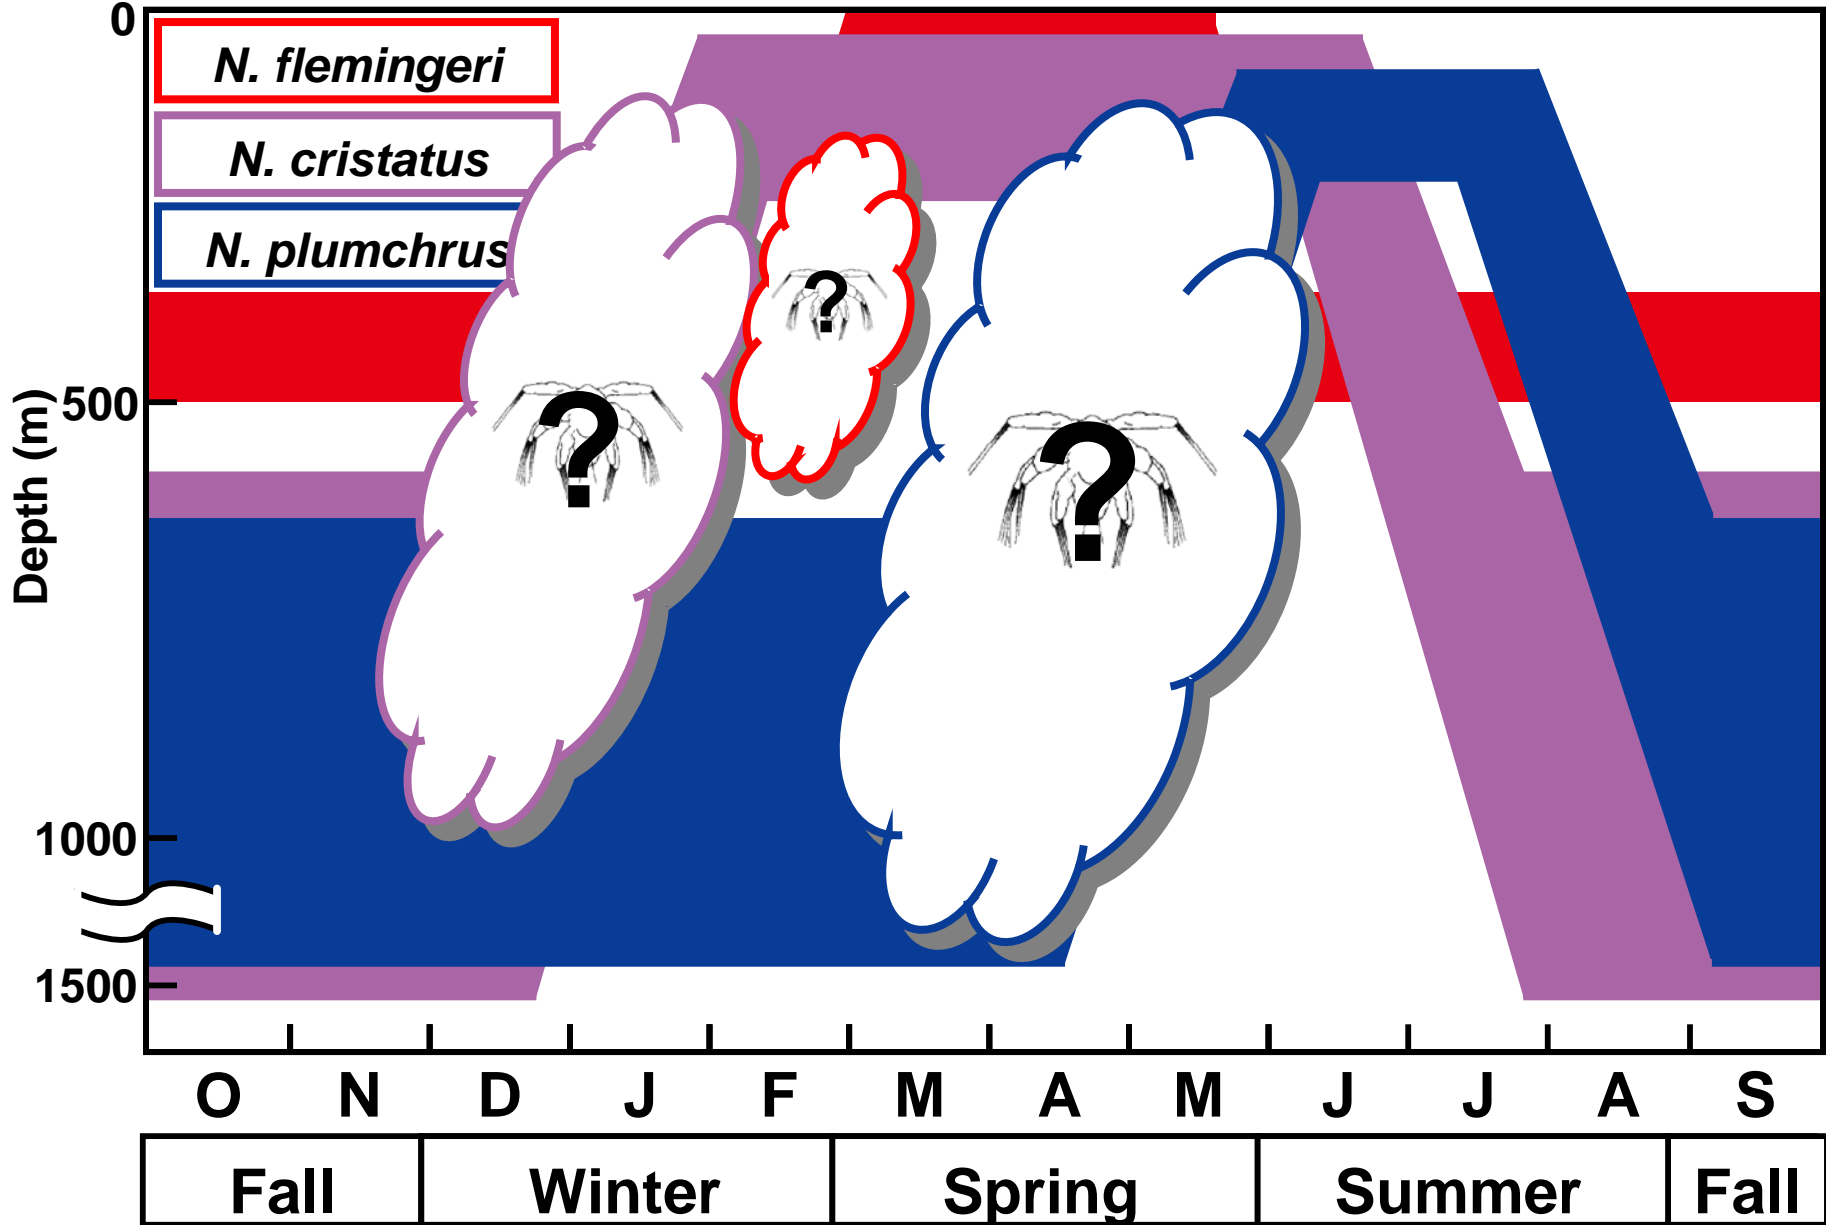 0
N. flemingeri
N. cristatus
N. plumchrus
500
Depth (m)
?
?
?
1000
1500
O N D J F M A M J J A S
Fall Winter Spring Summer Fall